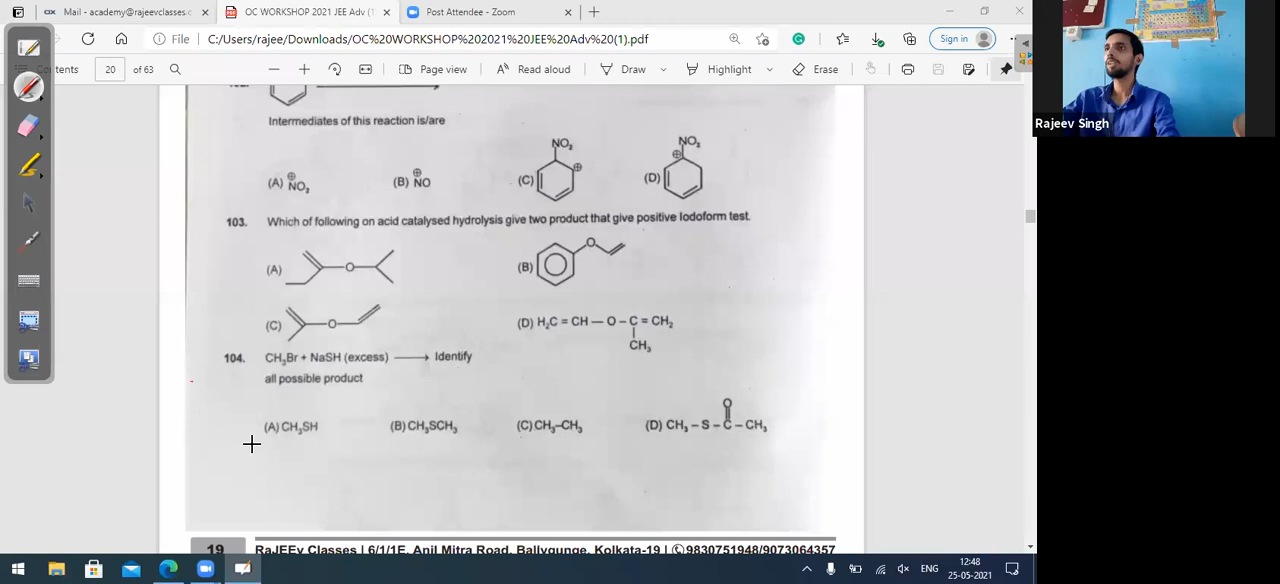 Mail - academy@rajeevclasses.c
OC WORKSHOP 2021 JEE Adv (1
Post Attendee - Zoom
File
C:/Users/rajee/Downloads/OC%20WORKSHOP%202021%20JEE%20Adv%20(1).pdf
Sign in
ntents
20 of 63
Page view
Read aloud
Draw
Highlight
Erase
Rajeev Singh
Intermediates of this reaction is/are
(A) ⊕NO₂ (B) ⊕NO (C) NO₂ ⊕ (D) NO₂ ⊕
103. Which of following on acid catalysed hydrolysis give two product that give positive Iodoform test.
(A) O (B) O
(C) O (D) H₂C = CH — O – C = CH₂
CH₃
104. CH₃Br + NaSH (excess) ⟶ Identify
all possible product
(A) CH₃SH (B) CH₃SCH₃ (C) CH₃–CH₃ (D) CH₃ – S – C – CH₃
O
19 RaJEEv Classes | 6/1/1E, Anil Mitra Road, Ballygunge, Kolkata-19 | 9830751948/9073064357
ENG
12:48
25-05-2021